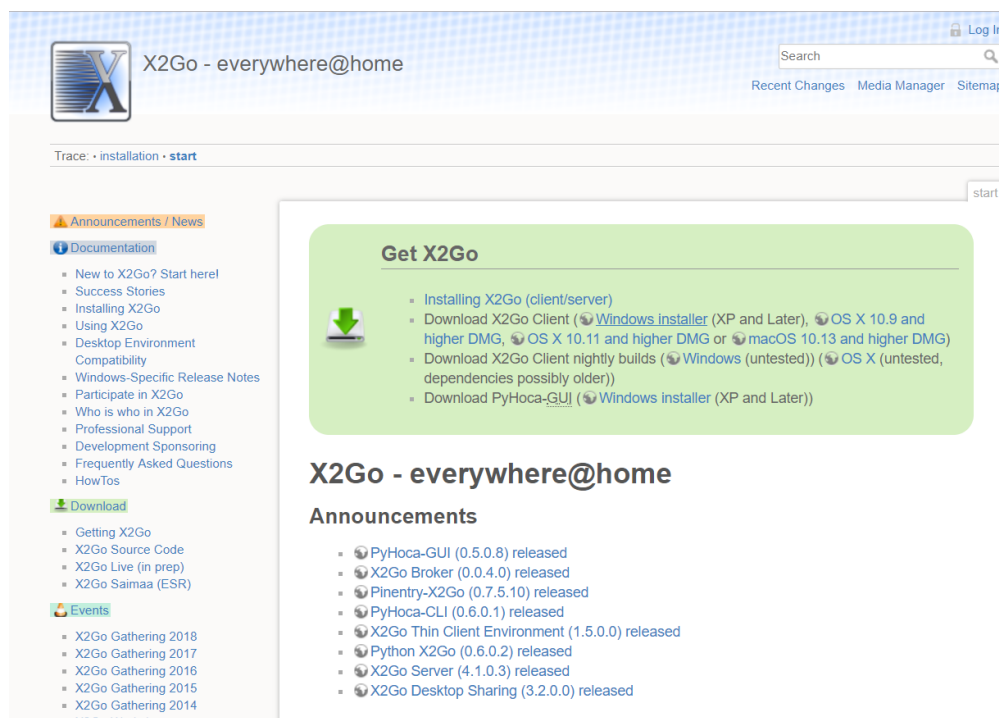 Log In
X2Go - everywhere@home
Search
Recent Changes Media Manager Sitemap
Trace: • installation • start
start
Announcements / News
Documentation
New to X2Go? Start here!
Success Stories
Installing X2Go
Using X2Go
Desktop Environment
Compatibility
Windows-Specific Release Notes
Participate in X2Go
Who is who in X2Go
Professional Support
Development Sponsoring
Frequently Asked Questions
HowTos
Download
Getting X2Go
X2Go Source Code
X2Go Live (in prep)
X2Go Saimaa (ESR)
Events
X2Go Gathering 2018
X2Go Gathering 2017
X2Go Gathering 2016
X2Go Gathering 2015
X2Go Gathering 2014
Get X2Go
Installing X2Go (client/server)
Download X2Go Client (Windows installer (XP and Later), OS X 10.9 and
higher DMG, OS X 10.11 and higher DMG or macOS 10.13 and higher DMG)
Download X2Go Client nightly builds (Windows (untested)) (OS X (untested,
dependencies possibly older))
Download PyHoca-GUI (Windows installer (XP and Later))
X2Go - everywhere@home
Announcements
PyHoca-GUI (0.5.0.8) released
X2Go Broker (0.0.4.0) released
Pinentry-X2Go (0.7.5.10) released
PyHoca-CLI (0.6.0.1) released
X2Go Thin Client Environment (1.5.0.0) released
Python X2Go (0.6.0.2) released
X2Go Server (4.1.0.3) released
X2Go Desktop Sharing (3.2.0.0) released